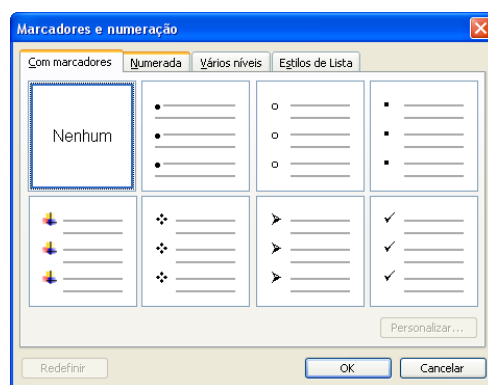 Marcadores e numeração
Com marcadores Numerada Vários níveis Estilos de Lista
Nenhum
Personalizar...
Redefinir OK Cancelar